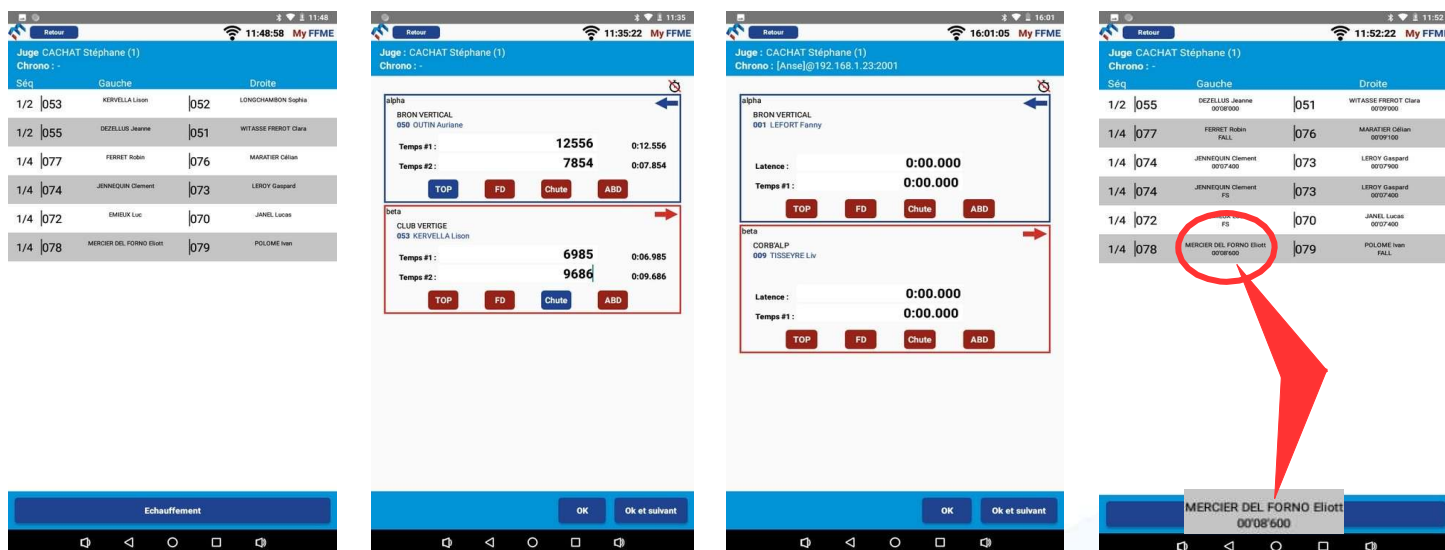 11:48
Retour
11:48:58 My FFME
Juge CACHAT Stéphane (1)
Chrono : -
Séq Gauche Droite
1/2 053 KERVELLA Lison 052 LONGCHAMBON Sophia
1/2 055 DEZELLUS Jeanne 051 WITASSE FREROT Clara
1/4 077 FERRET Robin 076 MARATIER Célian
1/4 074 JENNEQUIN Clement 073 LEROY Gaspard
1/4 072 EMIEUX Luc 070 JANEL Lucas
1/4 078 MERCIER DEL FORNO Eliott 079 POLOME Ivan
Echauffement
11:35
Retour
11:35:22 My FFME
Juge : CACHAT Stéphane (1)
Chrono : -
alpha
BRON VERTICAL
050 OUTIN Auriane
Temps #1 : 12556 0:12.556
Temps #2 : 7854 0:07.854
TOP FD Chute ABD
beta
CLUB VERTIGE
053 KERVELLA Lison
Temps #1 : 6985 0:06.985
Temps #2 : 9686 0:09.686
TOP FD Chute ABD
OK Ok et suivant
16:01
Retour
16:01:05 My FFME
Juge : CACHAT Stéphane (1)
Chrono : [Anse]@192.168.1.23:2001
alpha
BRON VERTICAL
001 LEFORT Fanny
Latence : 0:00.000
Temps #1 : 0:00.000
TOP FD Chute ABD
beta
CORB'ALP
009 TISSEYRE Liv
Latence : 0:00.000
Temps #1 : 0:00.000
TOP FD Chute ABD
OK Ok et suivant
11:52
Retour
11:52:22 My FFME
Juge CACHAT Stéphane (1)
Chrono : -
Séq Gauche Droite
1/2 055 DEZELLUS Jeanne 051 WITASSE FREROT Clara
00'08'000 00'09'000
1/4 077 FERRET Robin 076 MARATIER Célian
FALL 00'09'100
1/4 074 JENNEQUIN Clement 073 LEROY Gaspard
00'07'400 00'07'900
1/4 074 JENNEQUIN Clement 073 LEROY Gaspard
FS 00'07'400
1/4 072 070 JANEL Lucas
FS 00'07'400
1/4 078 MERCIER DEL FORNO Eliott 079 POLOME Ivan
00'08'600 FALL
MERCIER DEL FORNO Eliott
00'08'600